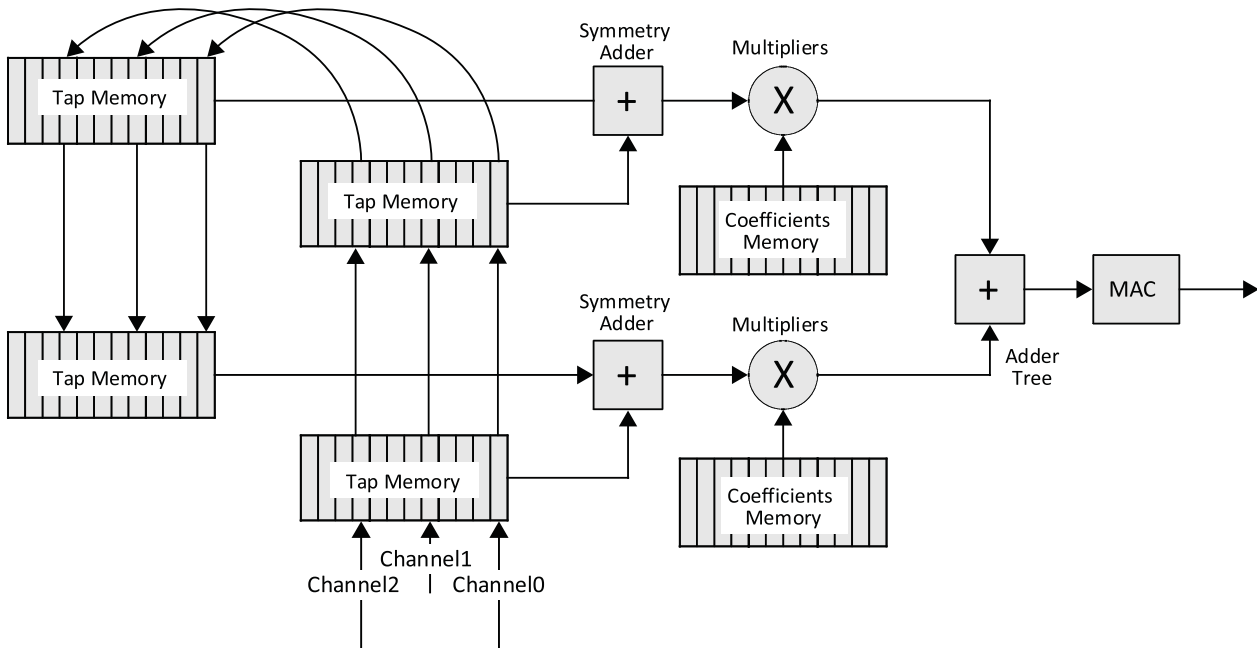 Symmetry
Adder
Multipliers
Tap Memory
+
X
Tap Memory
Coefficients
Memory
Symmetry
Adder
Multipliers
+
MAC
Tap Memory
+
X
Adder
Tree
Tap Memory
Coefficients
Memory
Channel1
Channel2
Channel0